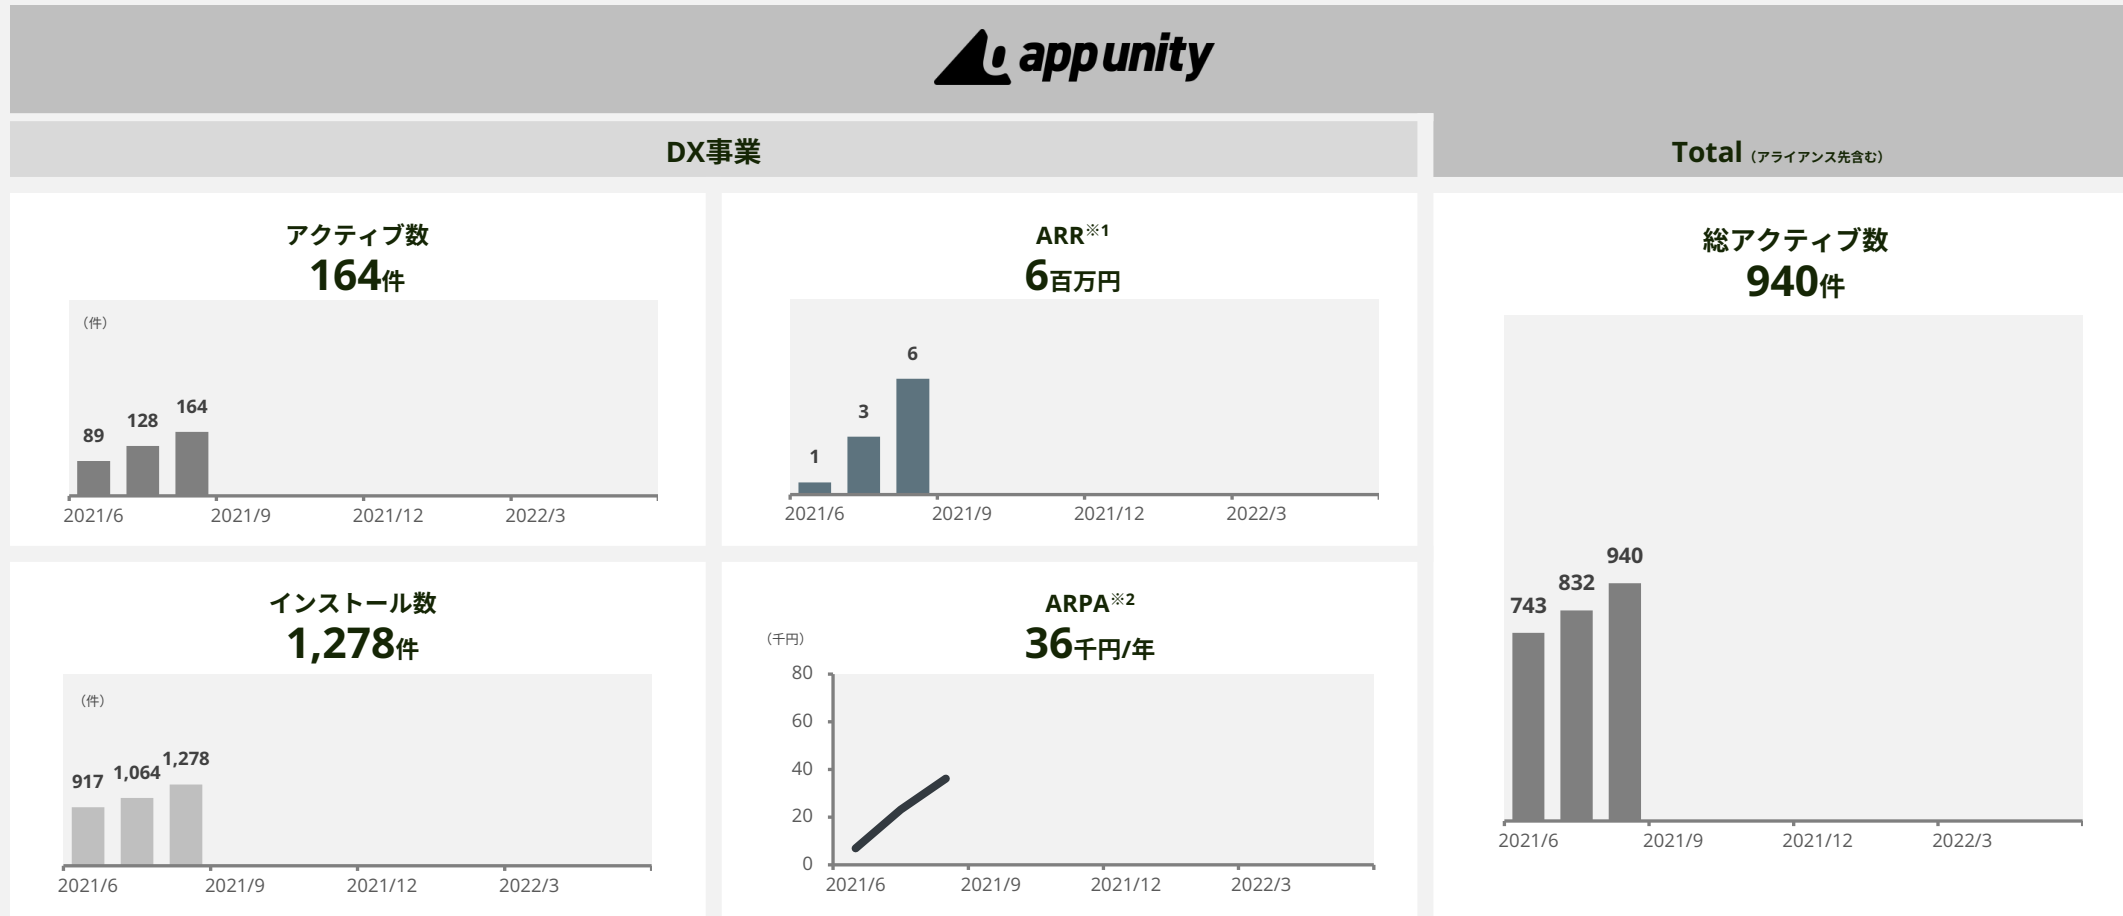 app unity
DX事業
Total（アライアンス先含む）
アクティブ数
164件
（件）
89
128
164
2021/6 2021/9 2021/12 2022/3
ARR※1
6百万円
1
3
6
2021/6 2021/9 2021/12 2022/3
総アクティブ数
940件
743
832
940
2021/6 2021/9 2021/12 2022/3
インストール数
1,278件
（件）
917
1,064
1,278
2021/6 2021/9 2021/12 2022/3
ARPA※2
36千円/年
（千円）
80
60
40
20
0
2021/6 2021/9 2021/12 2022/3